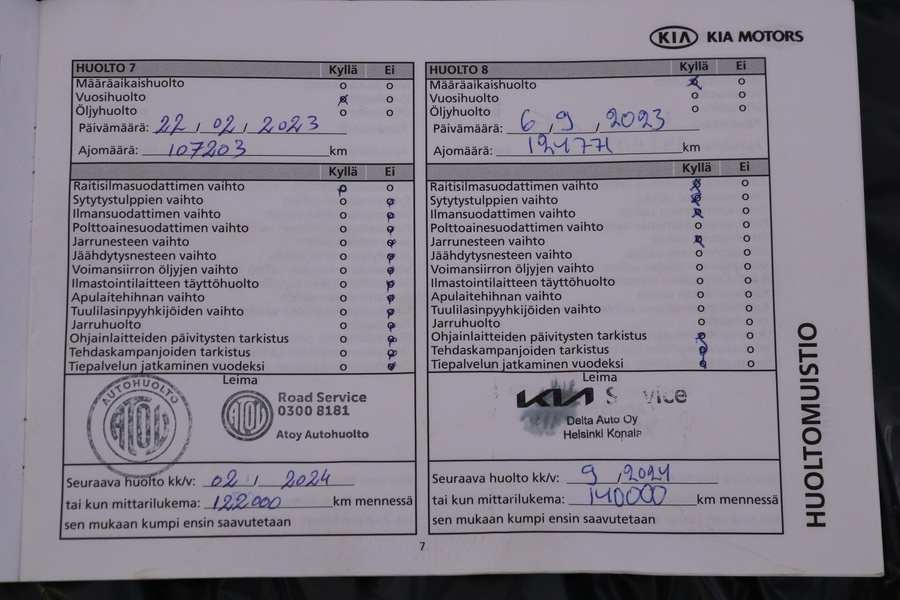 KIA KIA MOTORS
HUOLTO 7 Kyllä Ei
Määräaikaishuolto
Vuosihuolto
Öljyhuolto
Päivämäärä: 22 / 02 / 2023
Ajomäärä: 107203 km
Kyllä Ei
Raitisilmasuodattimen vaihto
Sytytystulppien vaihto
Ilmansuodattimen vaihto
Polttoainesuodattimen vaihto
Jarrunesteen vaihto
Jäähdytysnesteen vaihto
Voimansiirron öljyjen vaihto
Ilmastointilaitteen täyttöhuolto
Apulaitehihnan vaihto
Tuulilasinpyyhkijöiden vaihto
Jarruhuolto
Ohjainlaitteiden päivitysten tarkistus
Tehdaskampanjoiden tarkistus
Tiepalvelun jatkaminen vuodeksi
Leima
AUTOHUOLTO
ATOY
ATOY
Road Service
0300 8181
Atoy Autohuolto
Seuraava huolto kk/v: 02 / 2024
tai kun mittarilukema: 122000 km mennessä
sen mukaan kumpi ensin saavutetaan
HUOLTO 8 Kyllä Ei
Määräaikaishuolto
Vuosihuolto
Öljyhuolto
Päivämäärä: 6 / 9 / 2023
Ajomäärä: km
Kyllä Ei
Raitisilmasuodattimen vaihto
Sytytystulppien vaihto
Ilmansuodattimen vaihto
Polttoainesuodattimen vaihto
Jarrunesteen vaihto
Jäähdytysnesteen vaihto
Voimansiirron öljyjen vaihto
Ilmastointilaitteen täyttöhuolto
Apulaitehihnan vaihto
Tuulilasinpyyhkijöiden vaihto
Jarruhuolto
Ohjainlaitteiden päivitysten tarkistus
Tehdaskampanjoiden tarkistus
Tiepalvelun jatkaminen vuodeksi
Leima
KIA
Delta Auto Oy
Helsinki Konala
Seuraava huolto kk/v: 9 / 2024
tai kun mittarilukema: 140000 km mennessä
sen mukaan kumpi ensin saavutetaan
HUOLTOMUISTIO
7